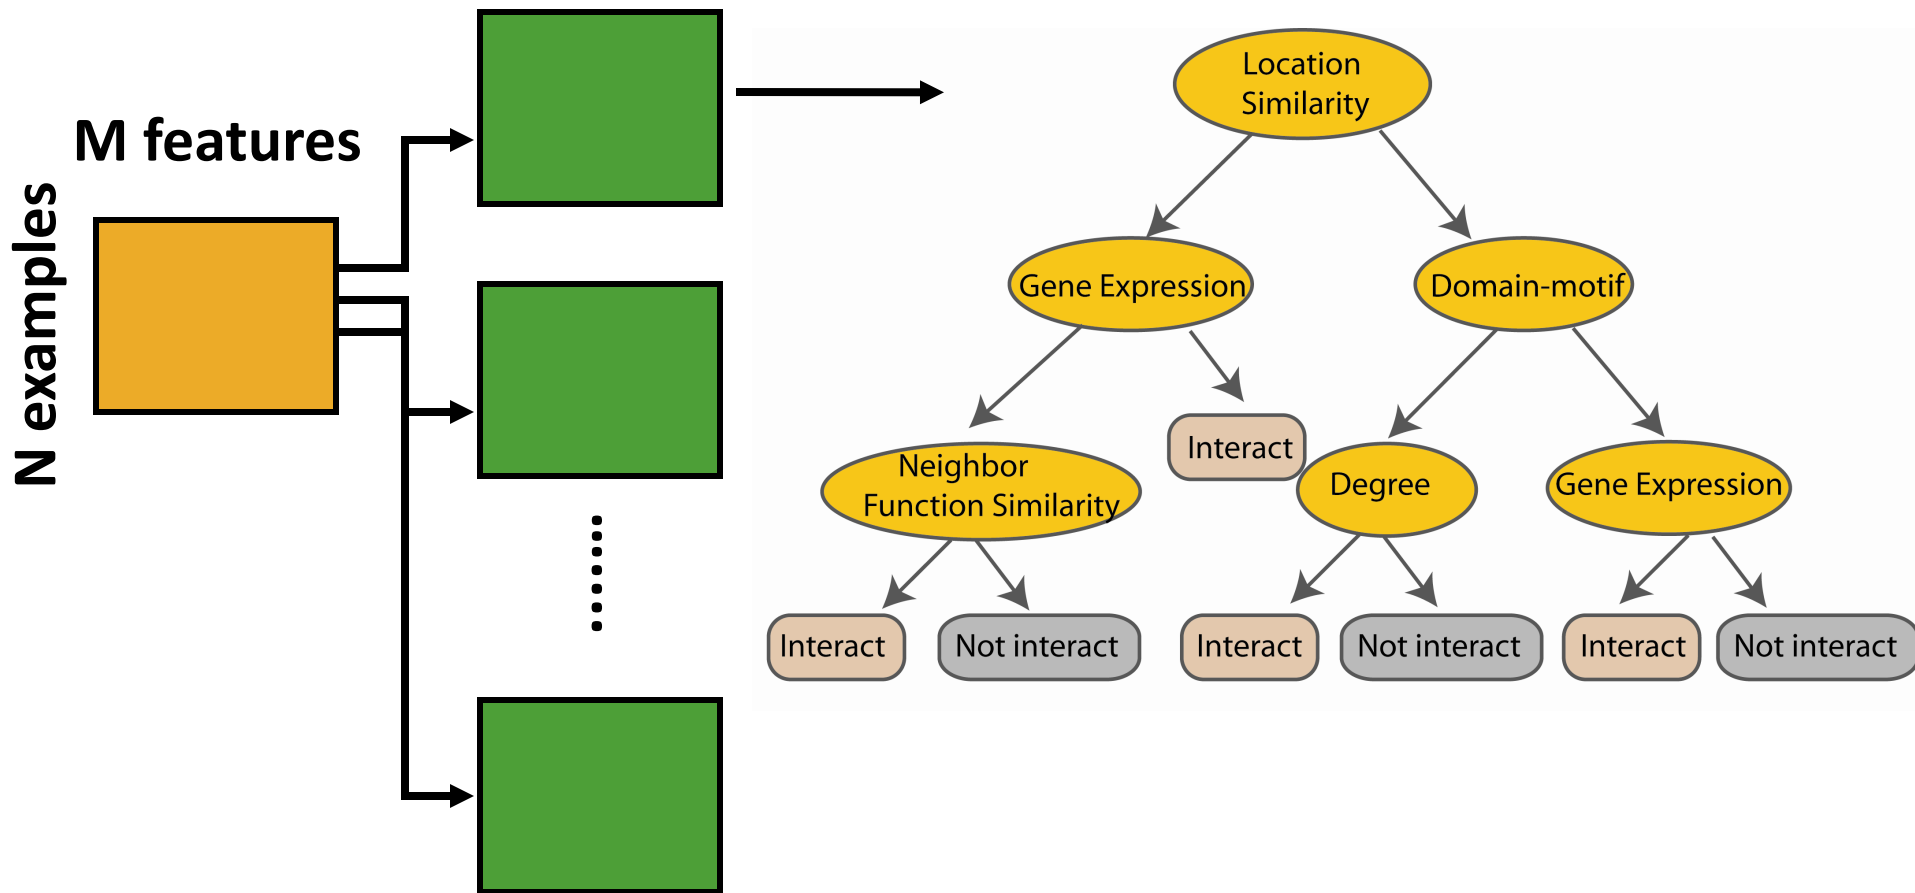 M features
N examples
Location
Similarity
Gene Expression
Domain-motif
Interact
Neighbor
Function Similarity
Degree
Gene Expression
Interact
Not interact
Interact
Not interact
Interact
Not interact